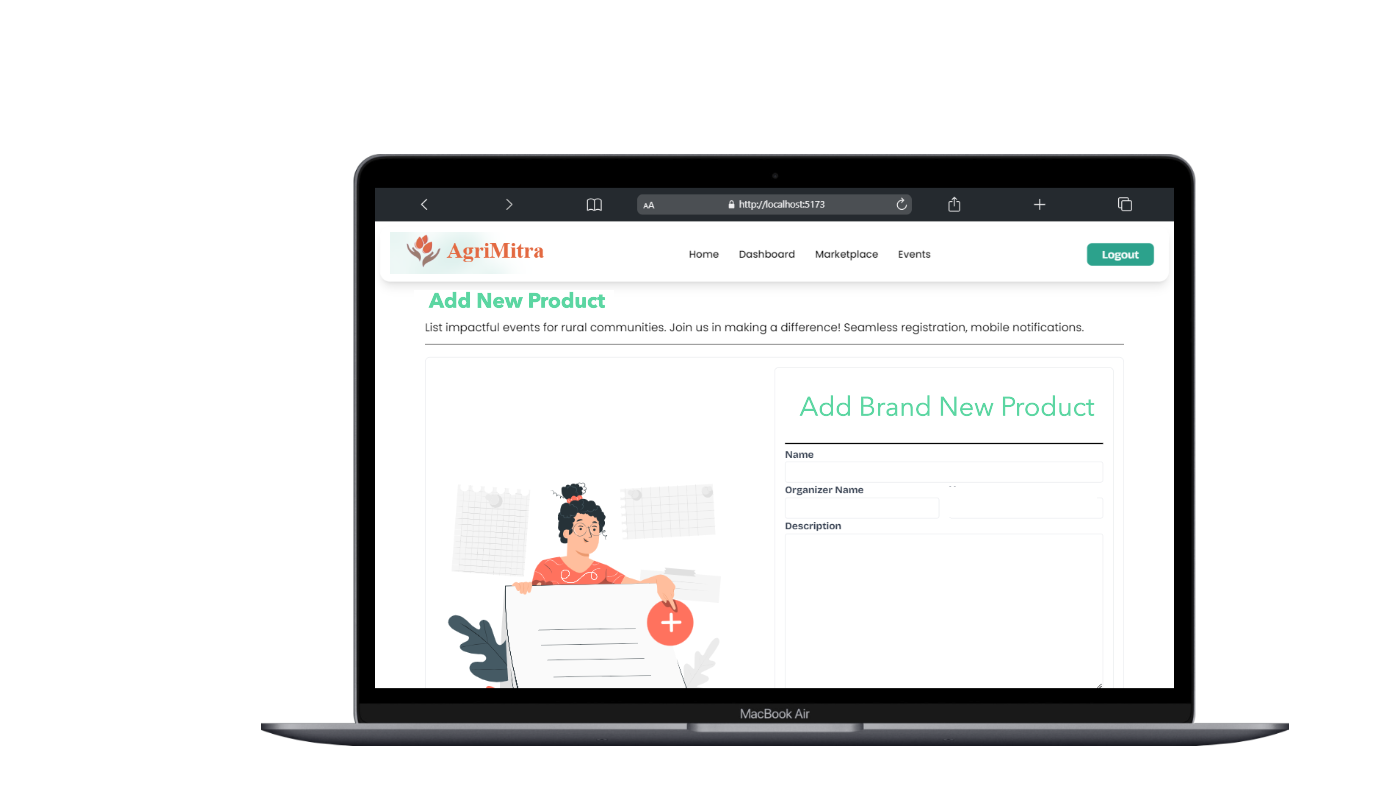 AA http://localhost:5173
AgriMitra Home Dashboard Marketplace Events Logout
Add New Product
List impactful events for rural communities. Join us in making a difference! Seamless registration, mobile notifications.
Add Brand New Product
Name
Organizer Name
Description
MacBook Air